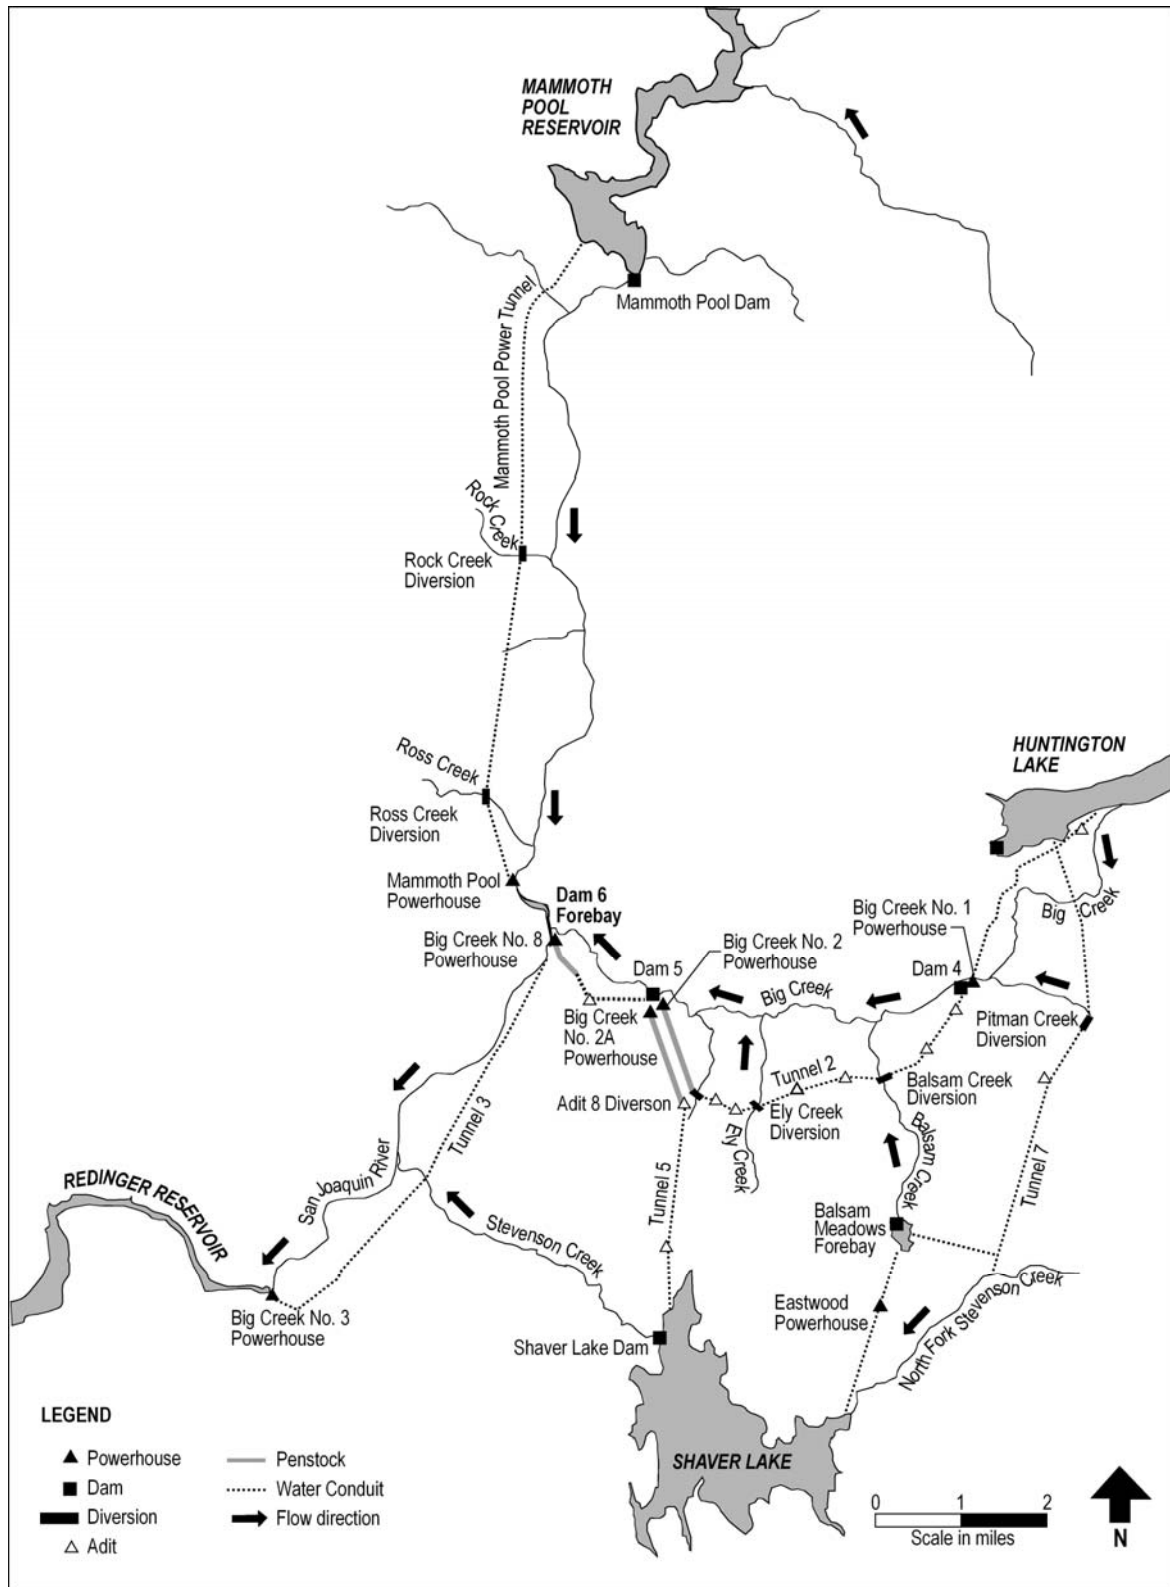 MAMMOTH
POOL
RESERVOIR
Mammoth Pool Dam
Mammoth Pool Power Tunnel
Rock Creek
Rock Creek
Diversion
Ross Creek
Ross Creek
Diversion
HUNTINGTON
LAKE
Mammoth Pool
Powerhouse
Dam 6
Forebay
Big Creek No. 8
Powerhouse
Big Creek No. 2
Powerhouse
Big Creek No. 1
Powerhouse
Big Creek
Dam 5
Dam 4
Big Creek
Big Creek
No. 2A
Powerhouse
Pitman Creek
Diversion
Tunnel 2
Balsam Creek
Diversion
Adit 8 Diverson
Ely Creek
Diversion
Ely Creek
Balsam Creek
Tunnel 3
Tunnel 5
Tunnel 7
San Joaquin River
REDINGER RESERVOIR
Stevenson Creek
Balsam
Meadows
Forebay
North Fork Stevenson Creek
Eastwood
Powerhouse
Big Creek No. 3
Powerhouse
Shaver Lake Dam
SHAVER LAKE
LEGEND
Powerhouse
Dam
Diversion
Adit
Penstock
Water Conduit
Flow direction
0 1 2
Scale in miles
N